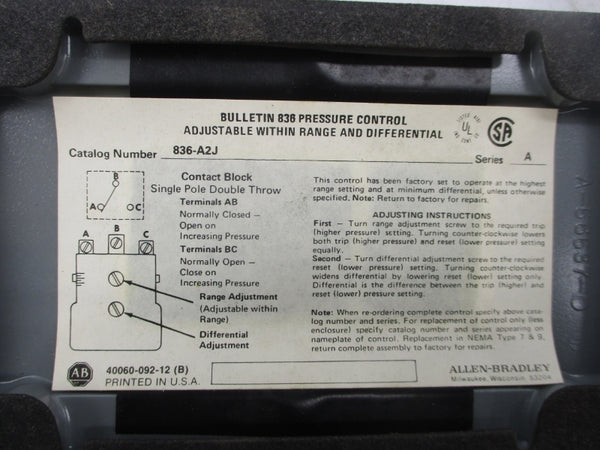 BULLETIN 836 PRESSURE CONTROL
ADJUSTABLE WITHIN RANGE AND DIFFERENTIAL
UL
SA
Catalog Number 836-A2J
Series A
B
A C
Contact Block
Single Pole Double Throw
Terminals AB
Normally Closed –
Open on
Increasing Pressure
Terminals BC
Normally Open –
Close on
Increasing Pressure
A B C
Range Adjustment
(Adjustable within
Range)
Differential
Adjustment
This control has been factory set to operate at the highest
range setting and at minimum differential, unless otherwise
specified. Note: Return to factory for repairs.
ADJUSTING INSTRUCTIONS
First – Turn range adjustment screw to the required trip
(higher pressure) setting. Turning counter-clockwise lowers
both trip (higher pressure) and reset (lower pressure) setting
equally.
Second – Turn differential adjustment screw to the required
reset (lower pressure) setting. Turning counter-clockwise
widens differential by lowering reset (lower) setting only.
Differential is the difference between the trip (higher) and
reset (lower) pressure setting.
Note: When re-ordering complete control specify above cata-
log number and series. For replacement of control only (less
enclosure) specify catalog number and series appearing on
nameplate of control. Replacement in NEMA Type 7 & 9,
return complete assembly to factory for repairs.
AB
40060-092-12 (B)
PRINTED IN U.S.A.
ALLEN-BRADLEY
Milwaukee, Wisconsin 53204